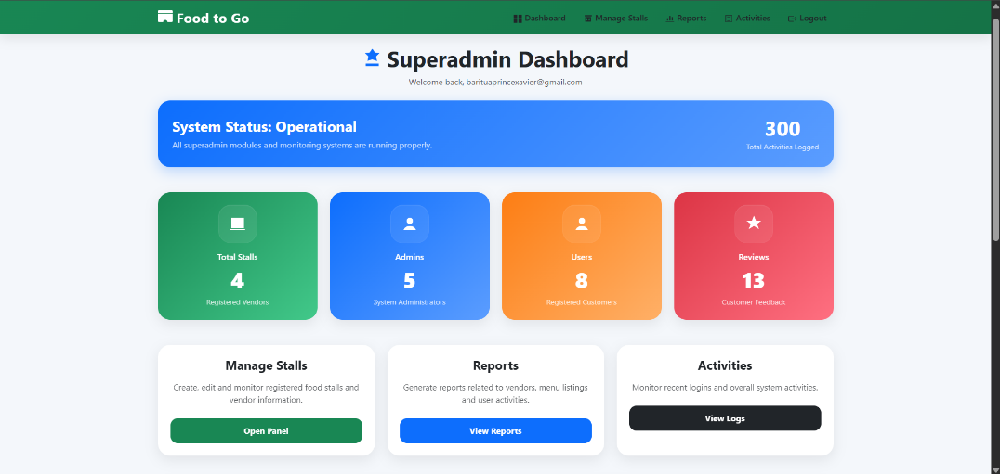 Food to Go
Dashboard
Manage Stalls
Reports
Activities
Logout
Superadmin Dashboard
Welcome back, barituaprincexavier@gmail.com
System Status: Operational
All superadmin modules and monitoring systems are running properly.
300
Total Activities Logged
Total Stalls
4
Registered Vendors
Admins
5
System Administrators
Users
8
Registered Customers
Reviews
13
Customer Feedback
Manage Stalls
Create, edit and monitor registered food stalls and
vendor information.
Open Panel
Reports
Generate reports related to vendors, menu listings
and user activities.
View Reports
Activities
Monitor recent logins and overall system activities.
View Logs